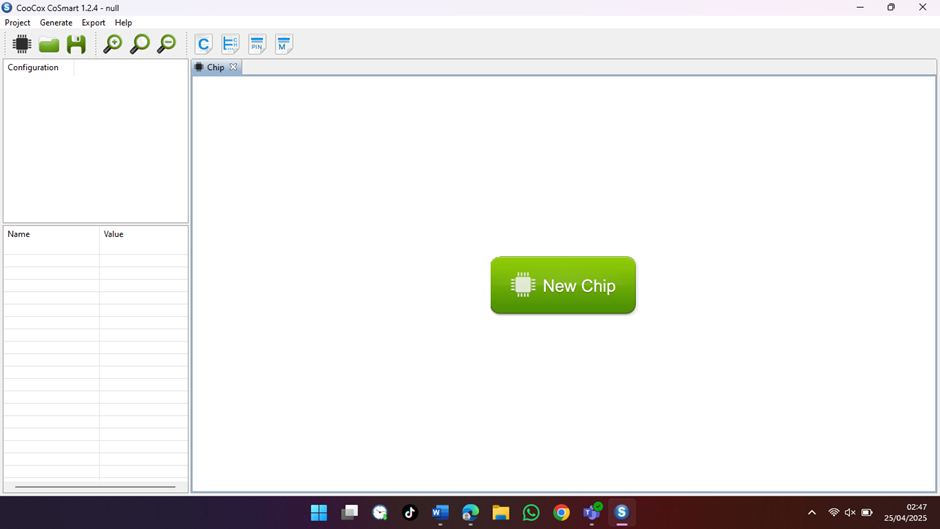 CooCox CoSmart 1.2.4 - null
Project Generate Export Help
C PIN M
Configuration
Chip
Name Value
New Chip
02:47
25/04/2025